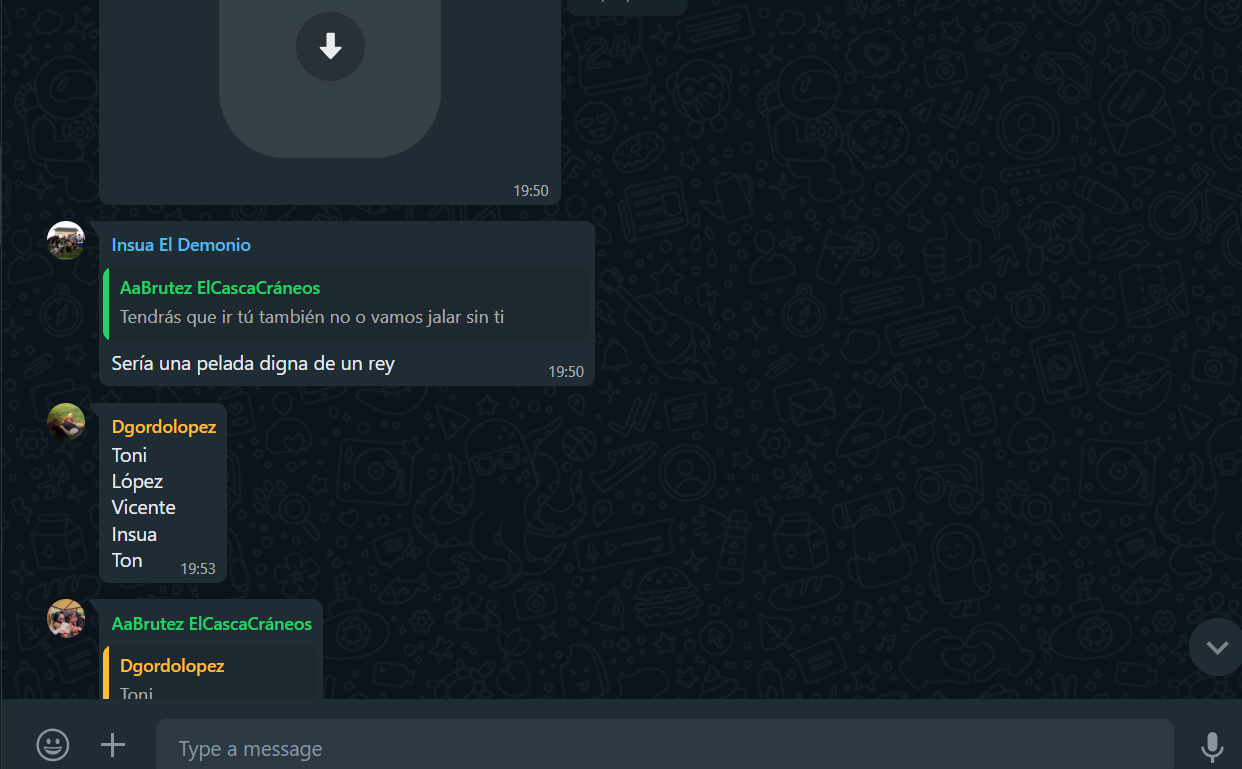 19:50
Insua El Demonio
AaBrutez ElCascaCráneos
Tendrás que ir tú también no o vamos jalar sin ti
Sería una pelada digna de un rey
19:50
Dgordolopez
Toni
López
Vicente
Insua
Ton
19:53
AaBrutez ElCascaCráneos
Dgordolopez
Toni
Type a message